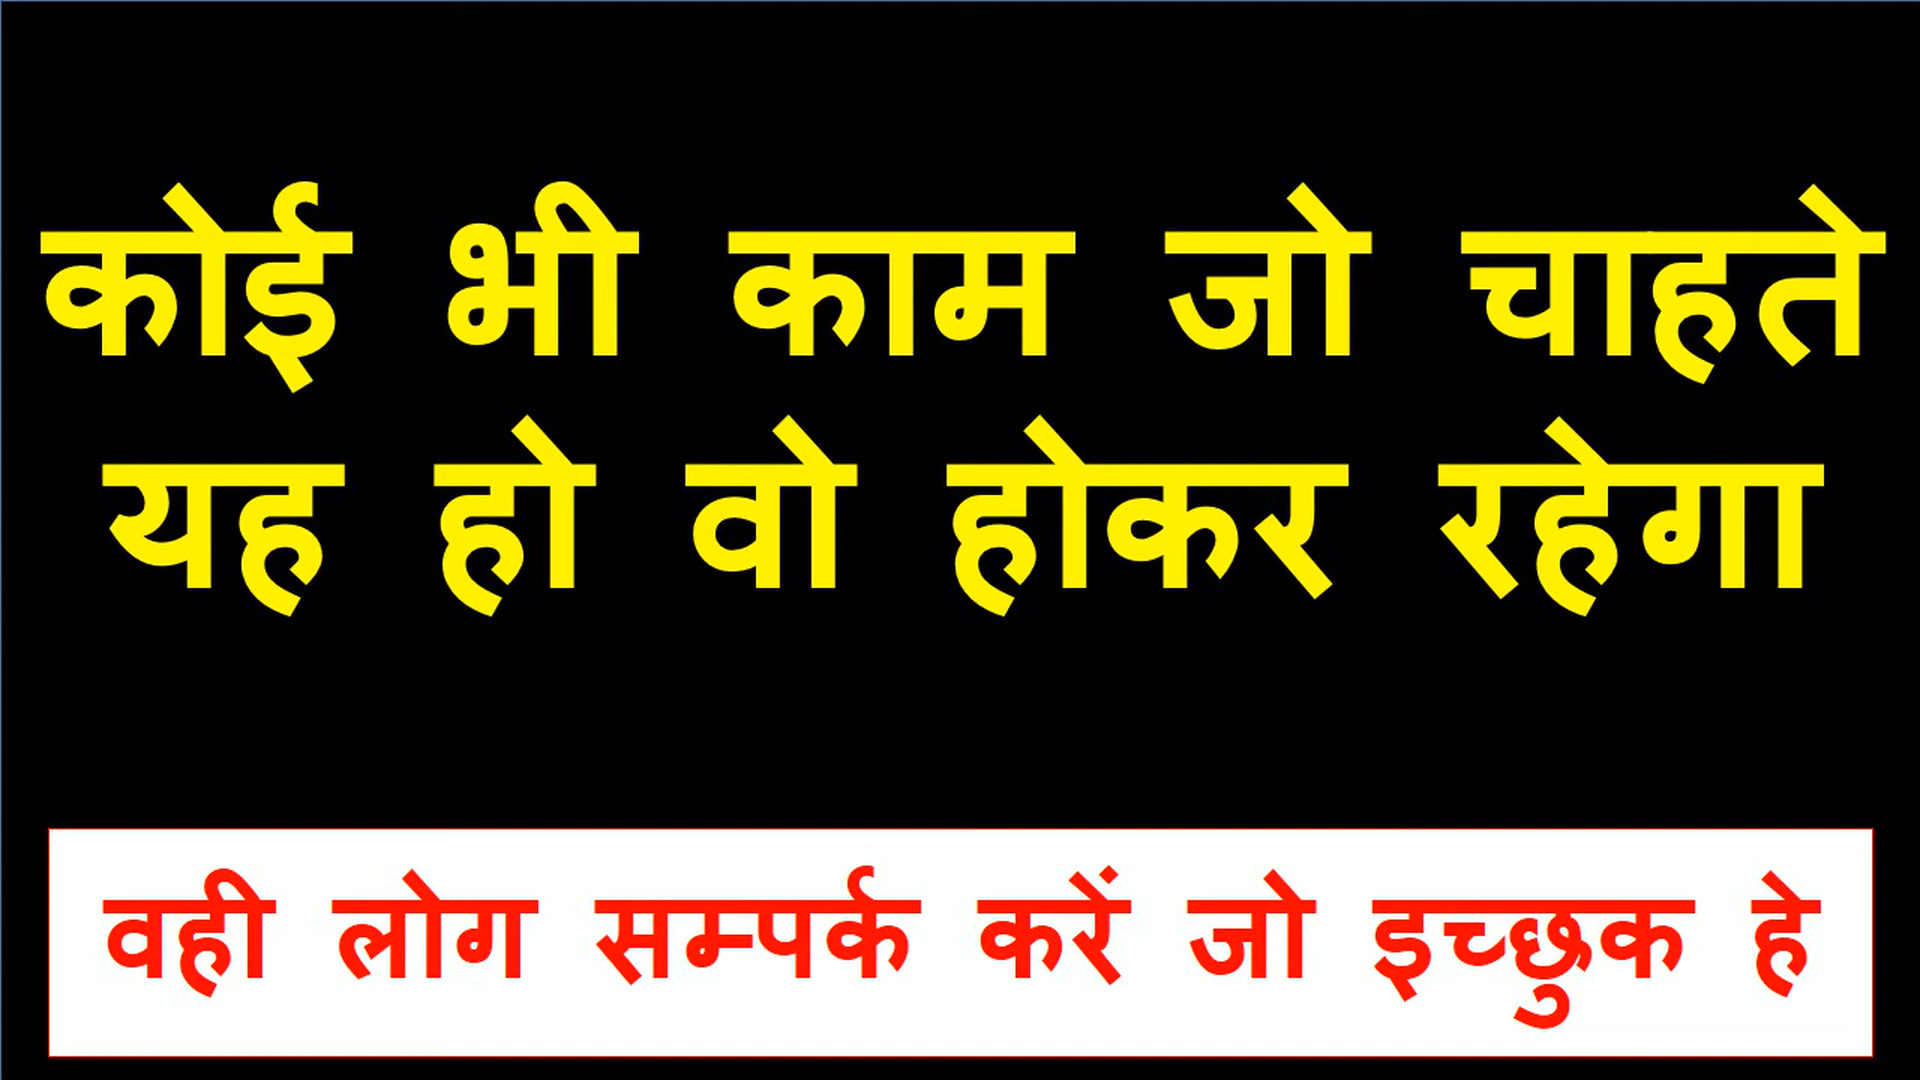 कोई भी काम जो चाहते
यह हो वो होकर रहेगा
वही लोग सम्पर्क करें जो इच्छुक हे